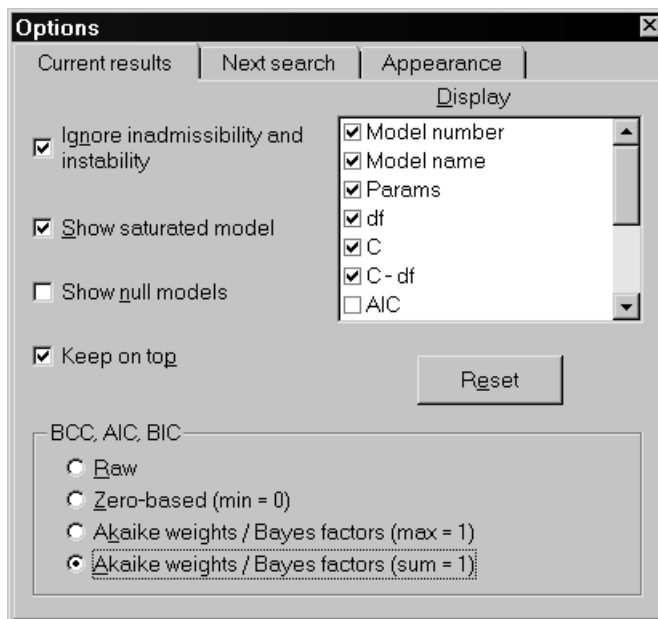 Options
Current results
Next search
Appearance
Display
Ignore inadmissibility and
instability
Show saturated model
Show null models
Keep on top
Model number
Model name
Params
df
C
C - df
AIC
Reset
BCC, AIC, BIC
Raw
Zero-based (min = 0)
Akaike weights / Bayes factors (max = 1)
Akaike weights / Bayes factors (sum = 1)